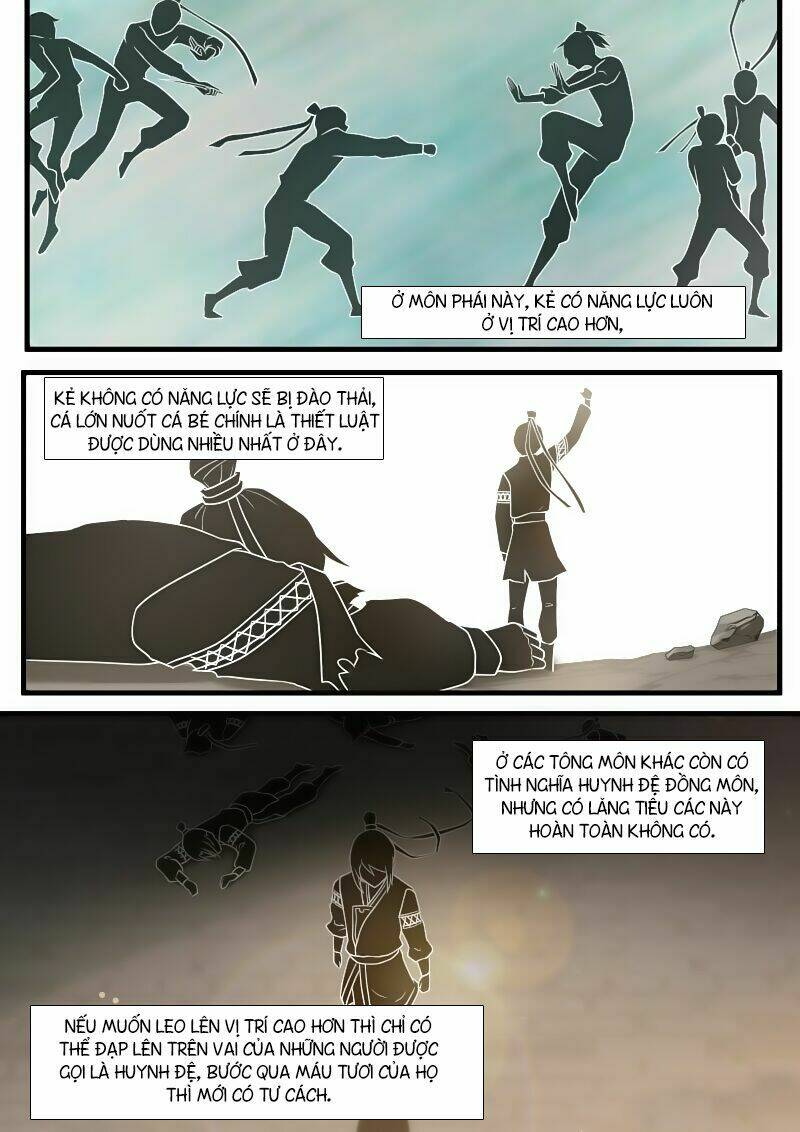 Ở MÔN PHÁI NÀY, KẺ CÓ NĂNG LỰC LUÔN
Ở VỊ TRÍ CAO HƠN,
KẺ KHÔNG CÓ NĂNG LỰC SẼ BỊ ĐÀO THẢI,
CÁ LỚN NUỐT CÁ BÉ CHÍNH LÀ THIẾT LUẬT
ĐƯỢC DÙNG NHIỀU NHẤT Ở ĐÂY.
Ở CÁC TÔNG MÔN KHÁC CÒN CÓ
TÌNH NGHĨA HUYNH ĐỆ ĐỒNG MÔN,
NHƯNG CÓ LĂNG TIÊU CÁC NÀY
HOÀN TOÀN KHÔNG CÓ.
NẾU MUỐN LEO LÊN VỊ TRÍ CAO HƠN THÌ CHỈ CÓ
THỂ ĐẠP LÊN TRÊN VAI CỦA NHỮNG NGƯỜI ĐƯỢC
GỌI LÀ HUYNH ĐỆ, BƯỚC QUA MÁU TƯƠI CỦA HỌ
THÌ MỚI CÓ TƯ CÁCH.